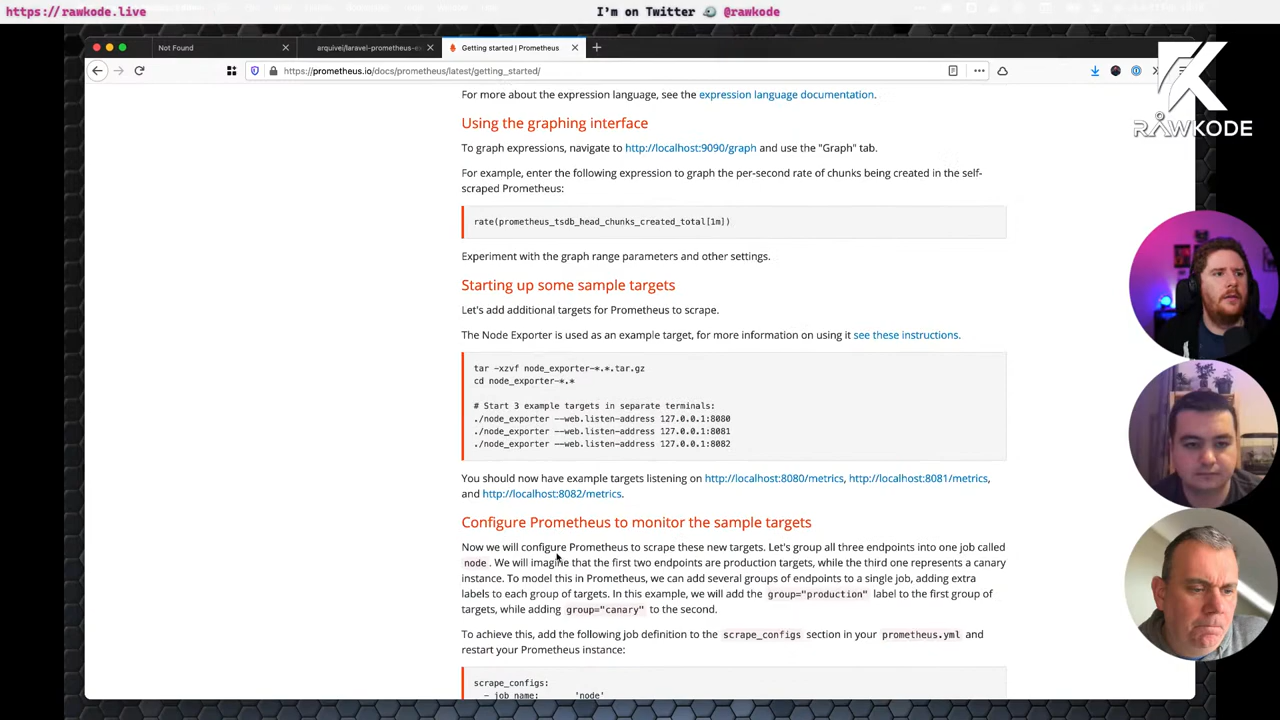 https://rawkode.live
I'm on Twitter @rawkode
Not Found
arquivei/laravel-prometheus-ex
Getting started | Prometheus
https://prometheus.io/docs/prometheus/latest/getting_started/
RAWKODE
For more about the expression language, see the expression language documentation.
Using the graphing interface
To graph expressions, navigate to http://localhost:9090/graph and use the "Graph" tab.
For example, enter the following expression to graph the per-second rate of chunks being created in the self-
scraped Prometheus:
rate(prometheus_tsdb_head_chunks_created_total[1m])
Experiment with the graph range parameters and other settings.
Starting up some sample targets
Let's add additional targets for Prometheus to scrape.
The Node Exporter is used as an example target, for more information on using it see these instructions.
tar -xzvf node_exporter-*.*.tar.gz
cd node_exporter-*.*
# Start 3 example targets in separate terminals:
./node_exporter --web.listen-address 127.0.0.1:8080
./node_exporter --web.listen-address 127.0.0.1:8081
./node_exporter --web.listen-address 127.0.0.1:8082
You should now have example targets listening on http://localhost:8080/metrics, http://localhost:8081/metrics,
and http://localhost:8082/metrics.
Configure Prometheus to monitor the sample targets
Now we will configure Prometheus to scrape these new targets. Let's group all three endpoints into one job called
node. We will imagine that the first two endpoints are production targets, while the third one represents a canary
instance. To model this in Prometheus, we can add several groups of endpoints to a single job, adding extra
labels to each group of targets. In this example, we will add the group="production" label to the first group of
targets, while adding group="canary" to the second.
To achieve this, add the following job definition to the scrape_configs section in your prometheus.yml and
restart your Prometheus instance:
scrape_configs:
- job_name: 'node'